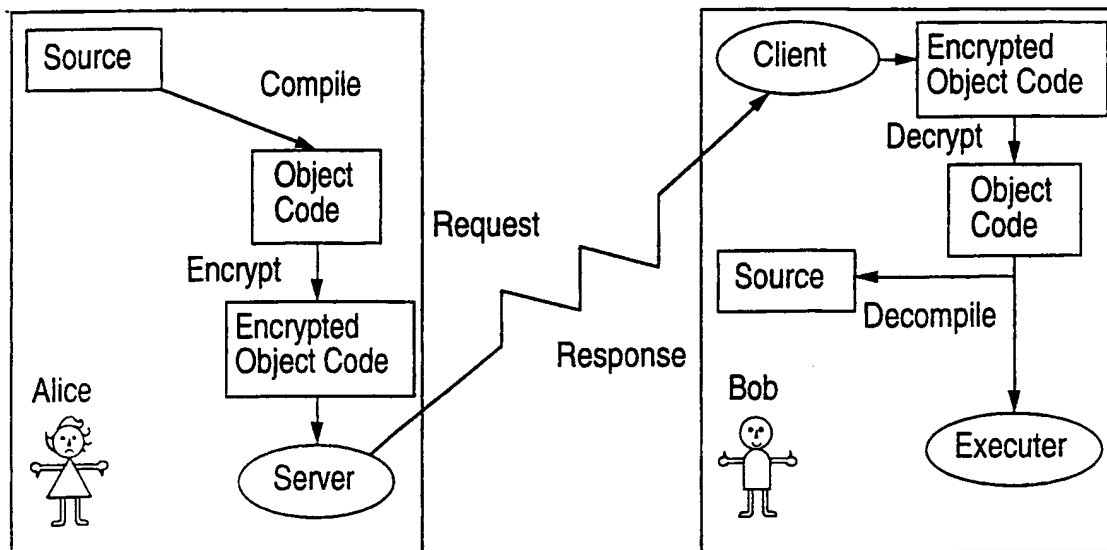 Source
Compile
Object
Code
Encrypt
Encrypted
Object Code
Alice
Server
Request
Response
Client
Encrypted
Object Code
Decrypt
Object
Code
Source
Decompile
Bob
Executer